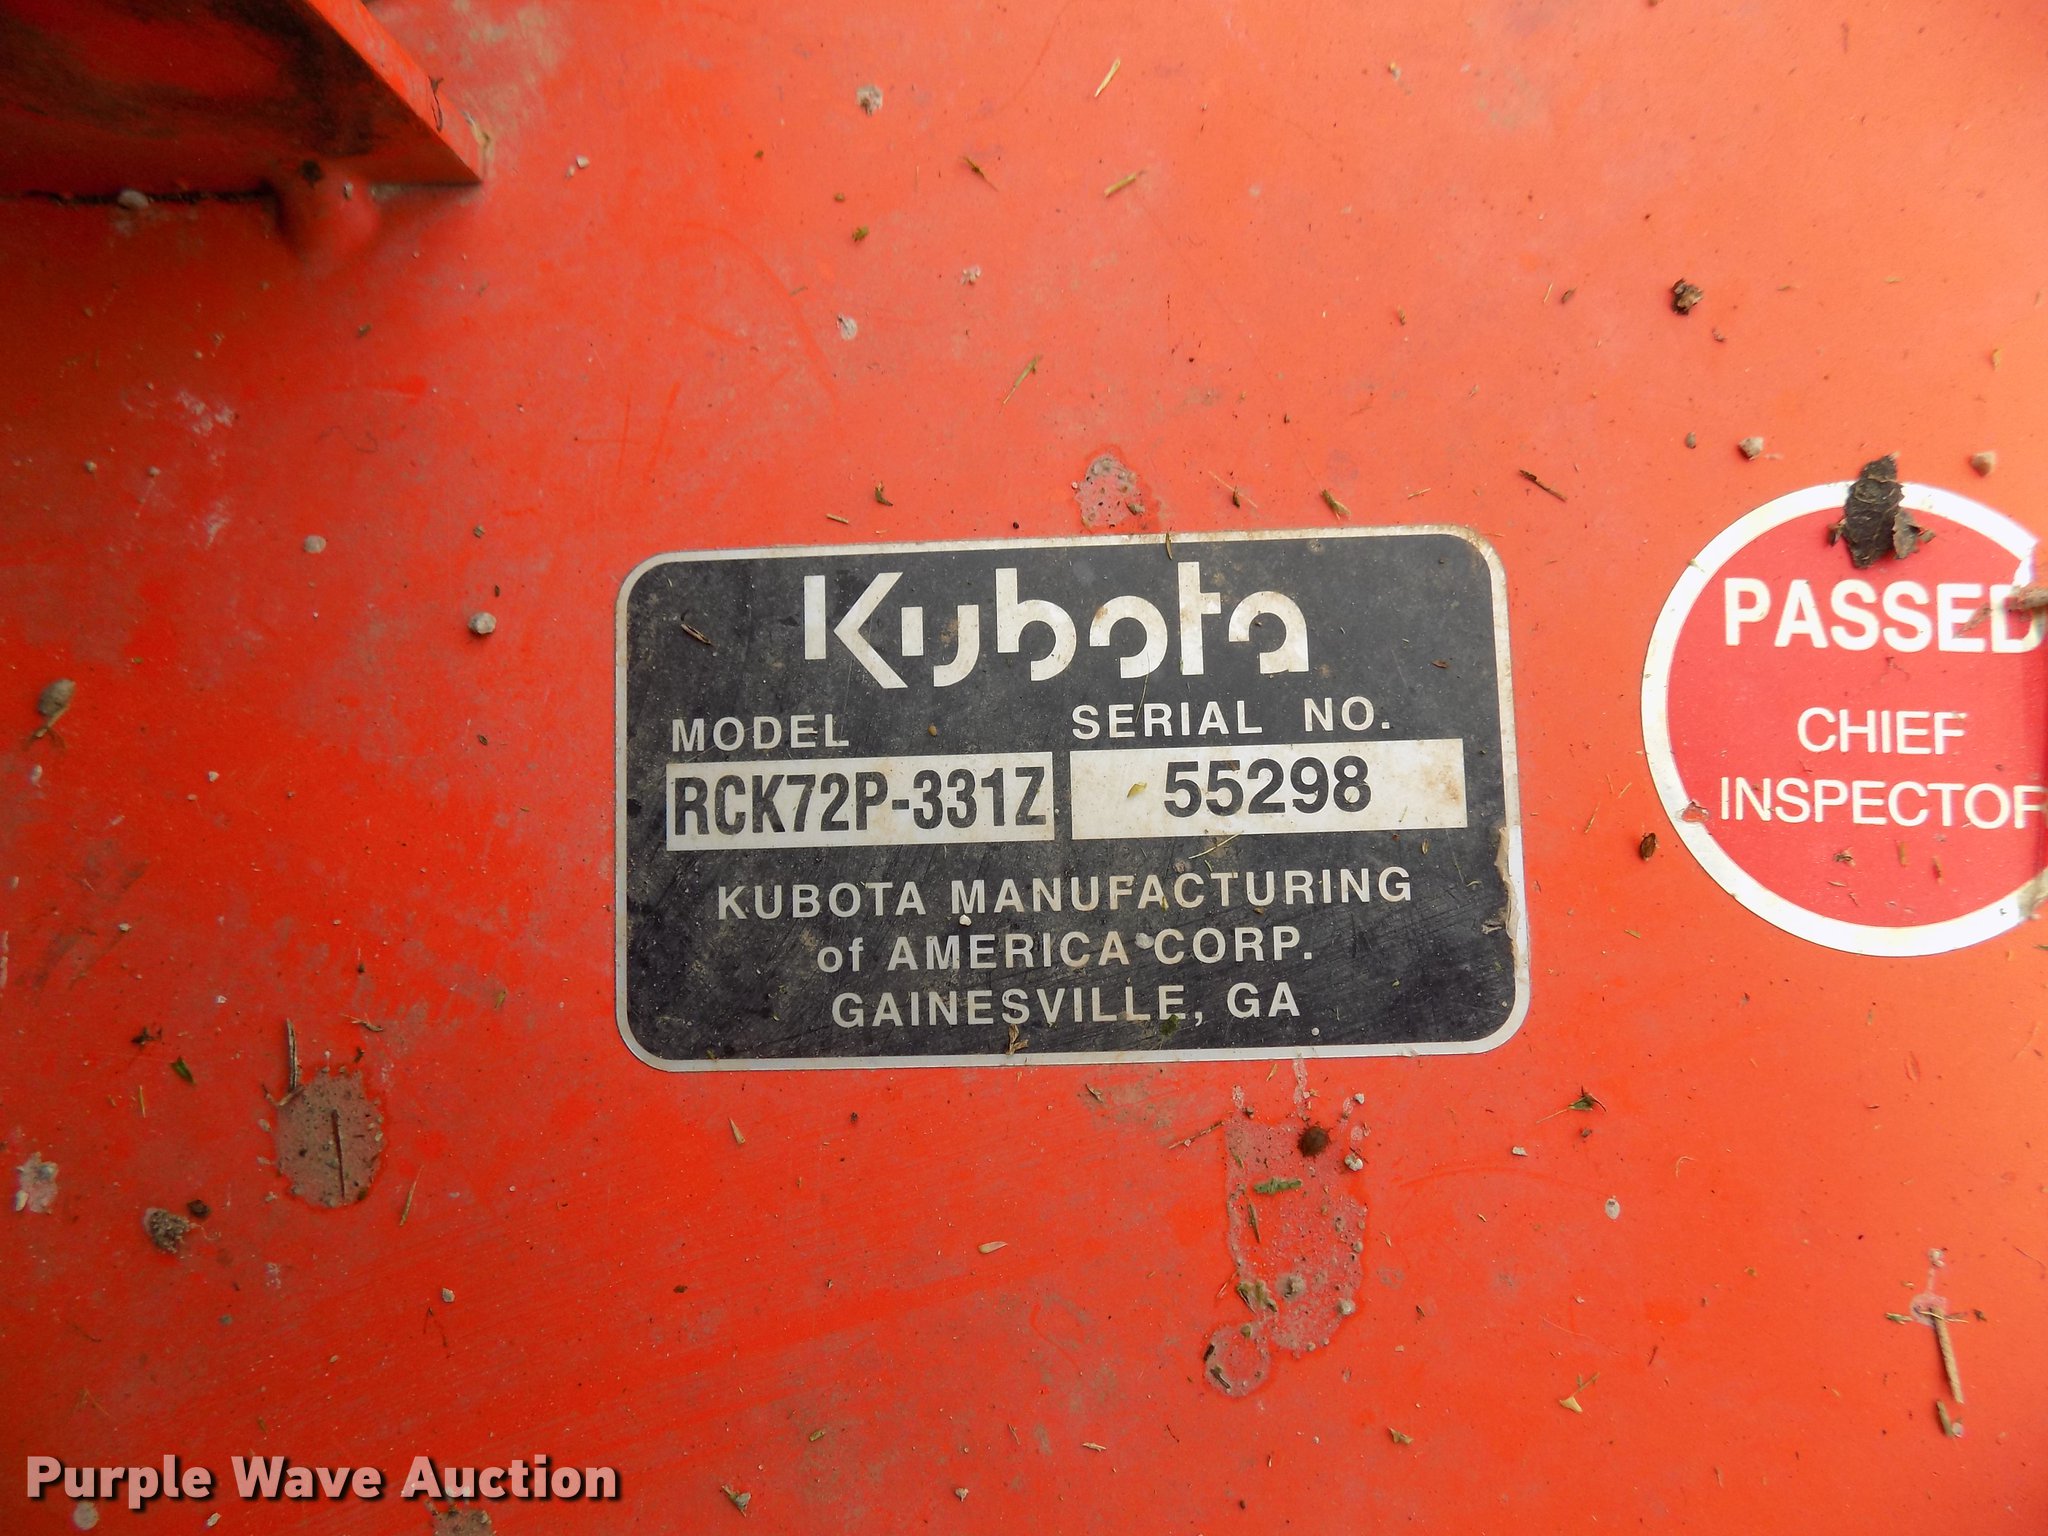 Kubota
MODEL SERIAL NO.
RCK72P-331Z 55298
KUBOTA MANUFACTURING
of AMERICA CORP.
GAINESVILLE, GA
PASSED
CHIEF
INSPECTOR
Purple Wave Auction